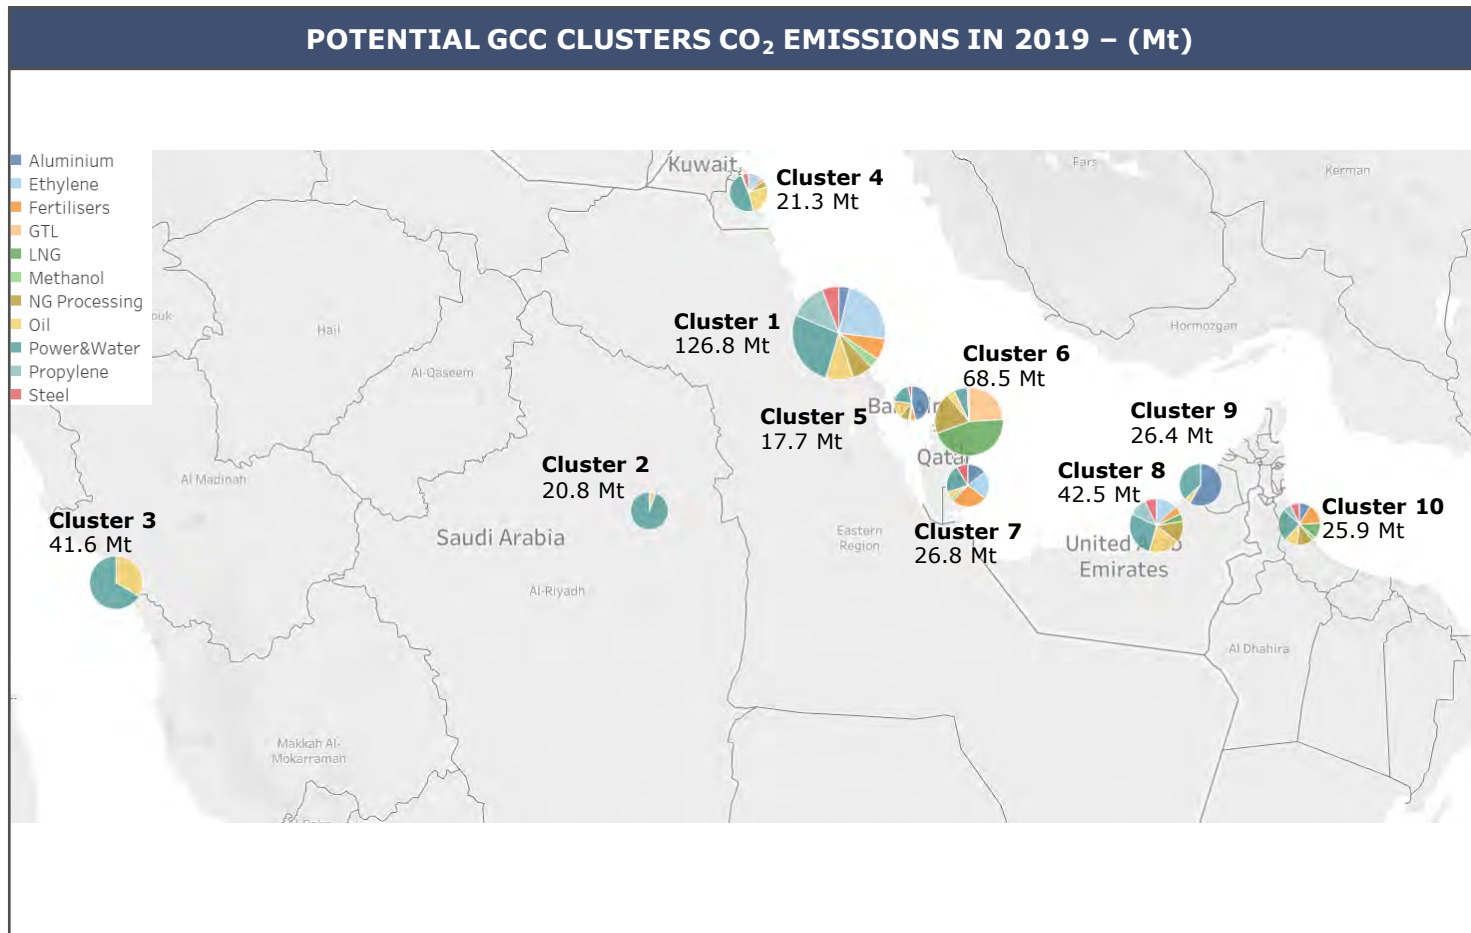 POTENTIAL GCC CLUSTERS CO₂ EMISSIONS IN 2019 – (Mt)
Aluminium
Ethylene
Fertilisers
GTL
LNG
Methanol
NG Processing
Oil
Power&Water
Propylene
Steel
Kuwait
Cluster 4
21.3 Mt
Fars
Kerman
Hail
Hormozgan
Cluster 1
126.8 Mt
Cluster 6
68.5 Mt
Al-Qaseem
Cluster 5
17.7 Mt
Qatar
Cluster 9
26.4 Mt
Cluster 2
20.8 Mt
Al Madinah
Cluster 8
42.5 Mt
Cluster 3
41.6 Mt
Saudi Arabia
Eastern
Region
Cluster 7
26.8 Mt
United Arab
Emirates
Cluster 10
25.9 Mt
Al-Riyadh
Al Dhahira
Makkah Al-
Mokarraman